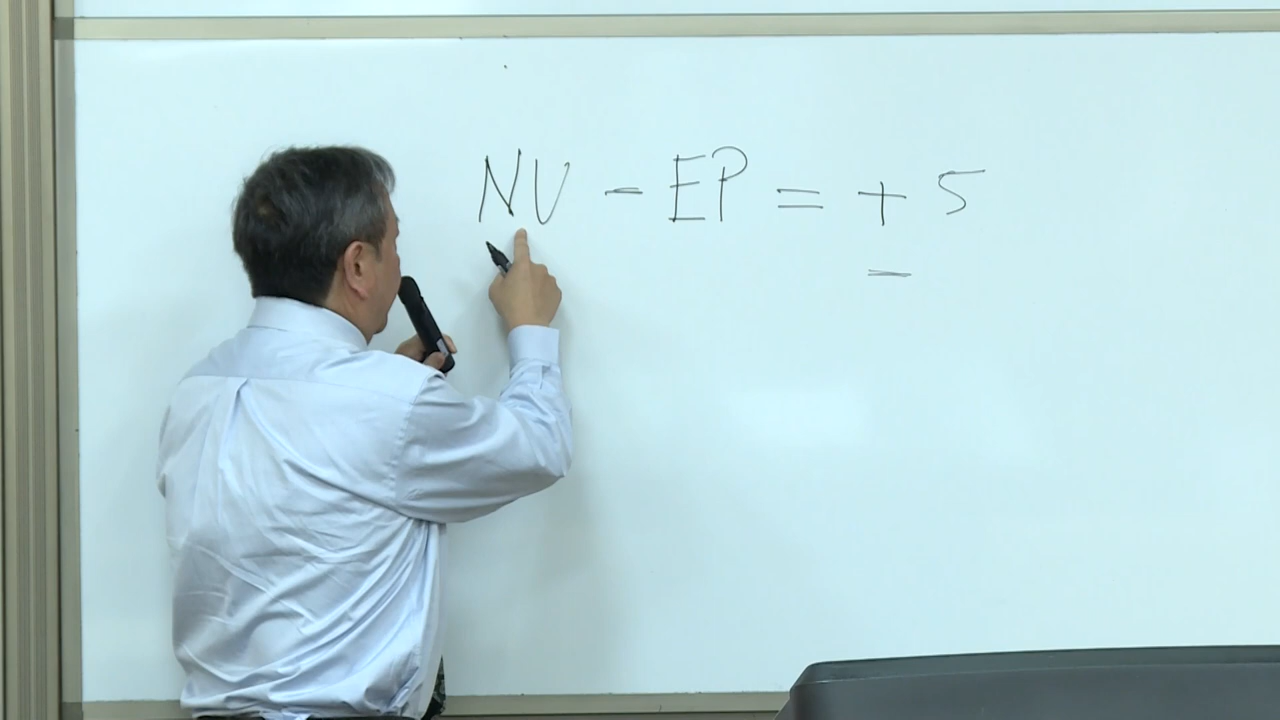 NV - EP = + 5
-